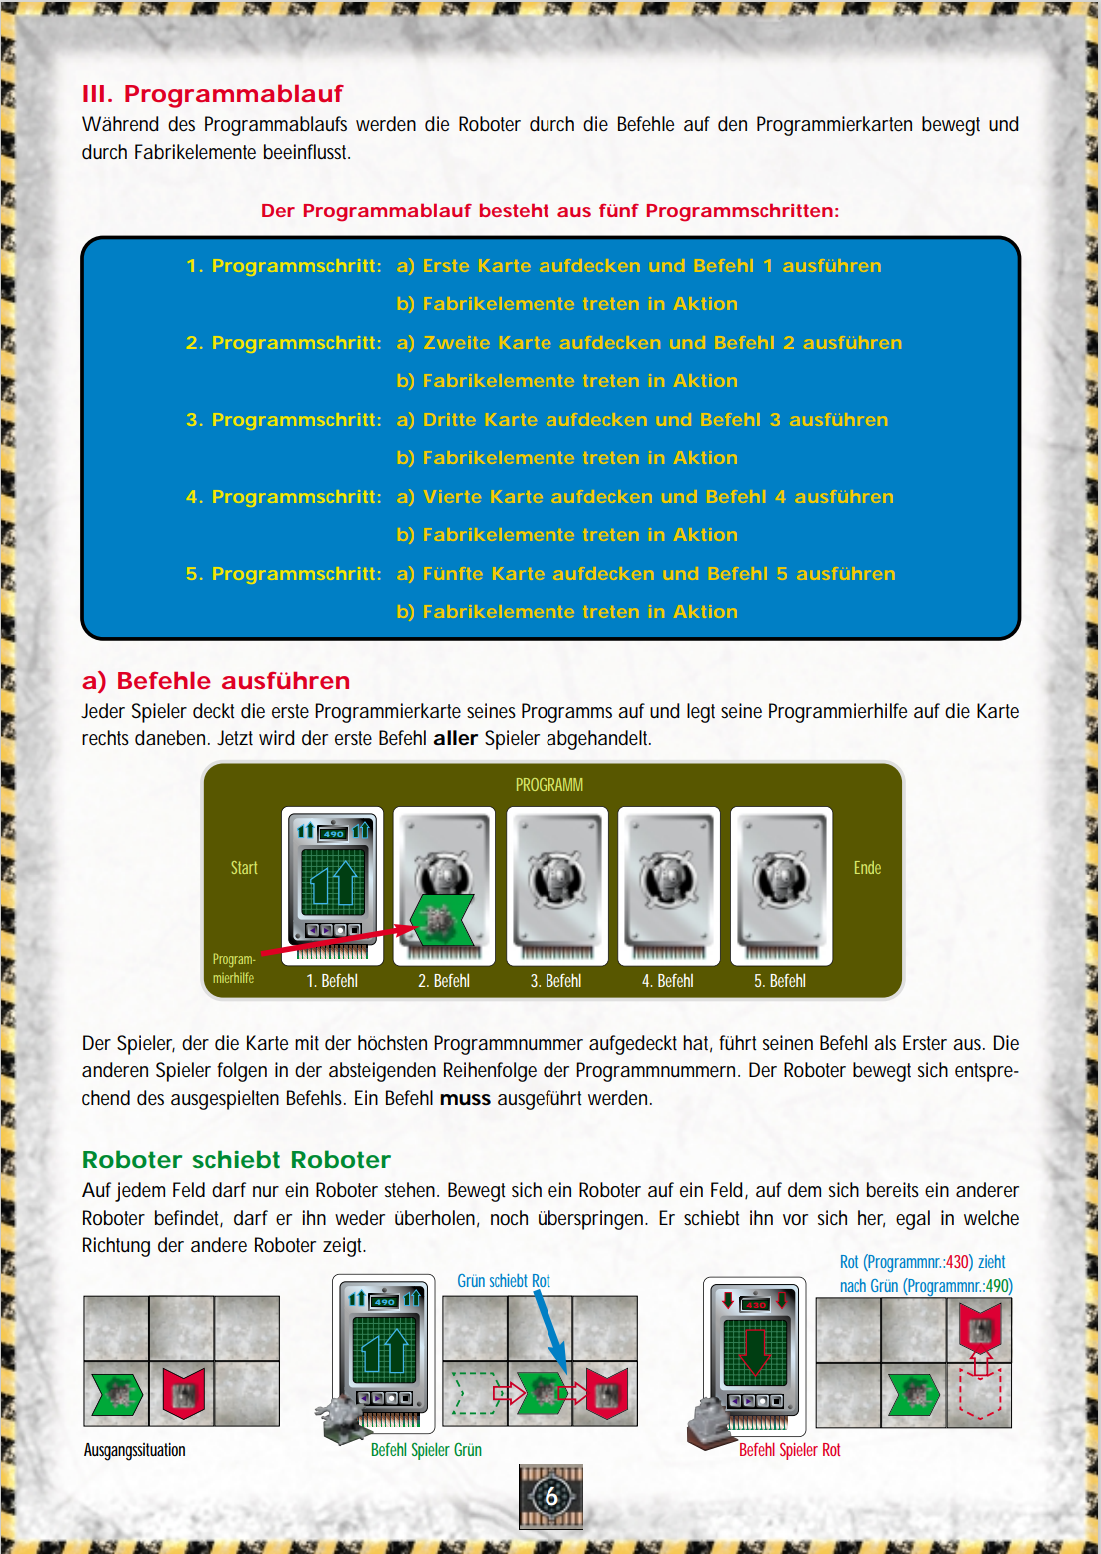 III. Programmablauf
Während des Programmablaufs werden die Roboter durch die Befehle auf den Programmierkarten bewegt und
durch Fabrikelemente beeinflusst.
Der Programmablauf besteht aus fünf Programmschritten:
1. Programmschritt: a) Erste Karte aufdecken und Befehl 1 ausführen
b) Fabrikelemente treten in Aktion
2. Programmschritt: a) Zweite Karte aufdecken und Befehl 2 ausführen
b) Fabrikelemente treten in Aktion
3. Programmschritt: a) Dritte Karte aufdecken und Befehl 3 ausführen
b) Fabrikelemente treten in Aktion
4. Programmschritt: a) Vierte Karte aufdecken und Befehl 4 ausführen
b) Fabrikelemente treten in Aktion
5. Programmschritt: a) Fünfte Karte aufdecken und Befehl 5 ausführen
b) Fabrikelemente treten in Aktion
a) Befehle ausführen
Jeder Spieler deckt die erste Programmierkarte seines Programms auf und legt seine Programmierhilfe auf die Karte
rechts daneben. Jetzt wird der erste Befehl aller Spieler abgehandelt.
PROGRAMM
490
Start
Ende
Program-
mierhilfe
1. Befehl 2. Befehl 3. Befehl 4. Befehl 5. Befehl
Der Spieler, der die Karte mit der höchsten Programmnummer aufgedeckt hat, führt seinen Befehl als Erster aus. Die
anderen Spieler folgen in der absteigenden Reihenfolge der Programmnummern. Der Roboter bewegt sich entspre-
chend des ausgespielten Befehls. Ein Befehl muss ausgeführt werden.
Roboter schiebt Roboter
Auf jedem Feld darf nur ein Roboter stehen. Bewegt sich ein Roboter auf ein Feld, auf dem sich bereits ein anderer
Roboter befindet, darf er ihn weder überholen, noch überspringen. Er schiebt ihn vor sich her, egal in welche
Richtung der andere Roboter zeigt.
Rot (Programmnr.:430) zieht
nach Grün (Programmnr.:490)
Grün schiebt Rot
490
430
Ausgangssituation
Befehl Spieler Grün
Befehl Spieler Rot
6